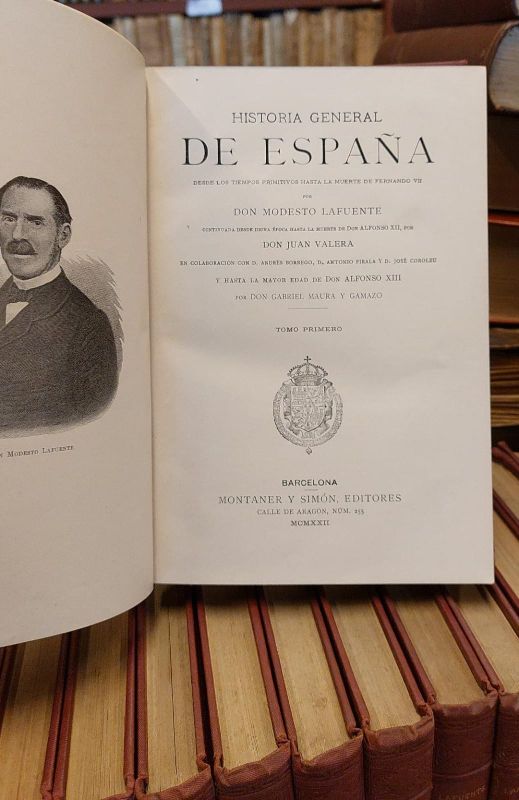 HISTORIA GENERAL
DE ESPAÑA
DESDE LOS TIEMPOS PRIMITIVOS HASTA LA MUERTE DE FERNANDO VII
POR
DON MODESTO LAFUENTE
CONTINUADA DESDE DICHA ÉPOCA HASTA LA MUERTE DE DON ALFONSO XII, POR
DON JUAN VALERA
EN COLABORACIÓN CON D. ANDRÉS BORREGO, D. ANTONIO PIRALA Y D. JOSÉ COROLEU
Y HASTA LA MAYOR EDAD DE DON ALFONSO XIII
POR DON GABRIEL MAURA Y GAMAZO
TOMO PRIMERO
BARCELONA
MONTANER Y SIMÓN, EDITORES
CALLE DE ARAGÓN, NÚM. 255
MCMXXII
MODESTO LAFUENTE
LAFUENTE